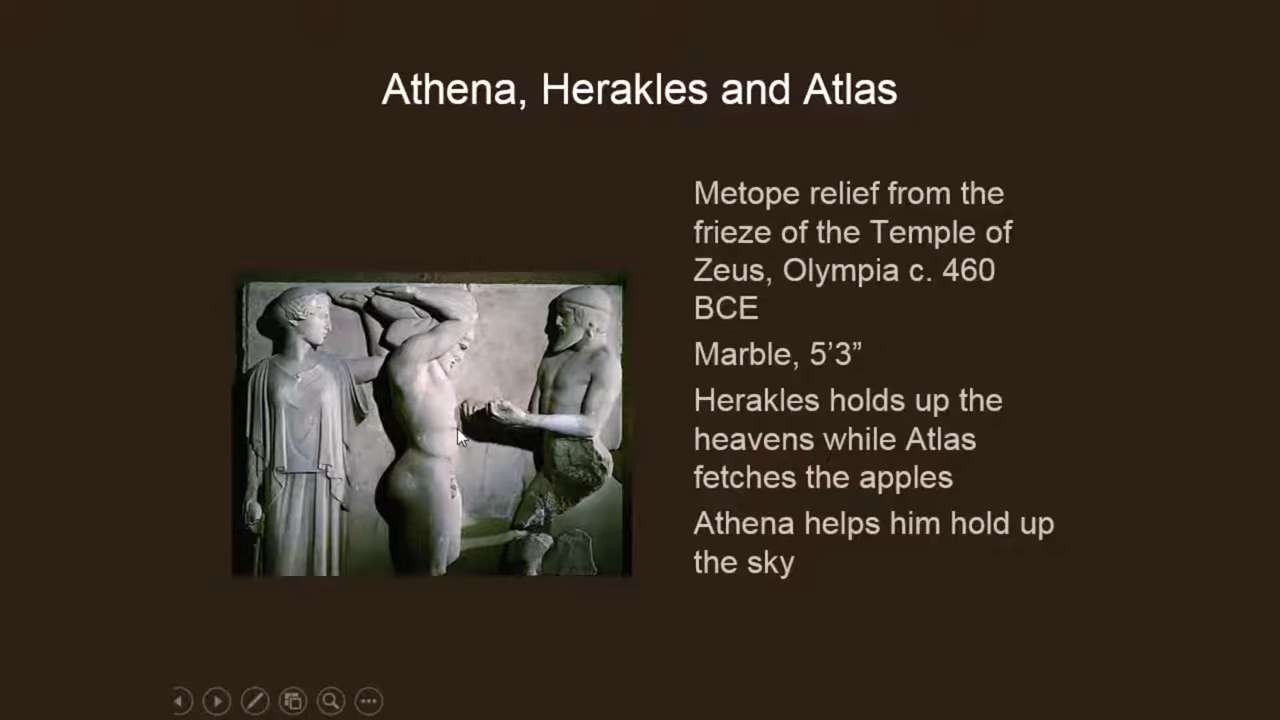 Athena, Herakles and Atlas
Metope relief from the
frieze of the Temple of
Zeus, Olympia c. 460
BCE
Marble, 5’3”
Herakles holds up the
heavens while Atlas
fetches the apples
Athena helps him hold up
the sky